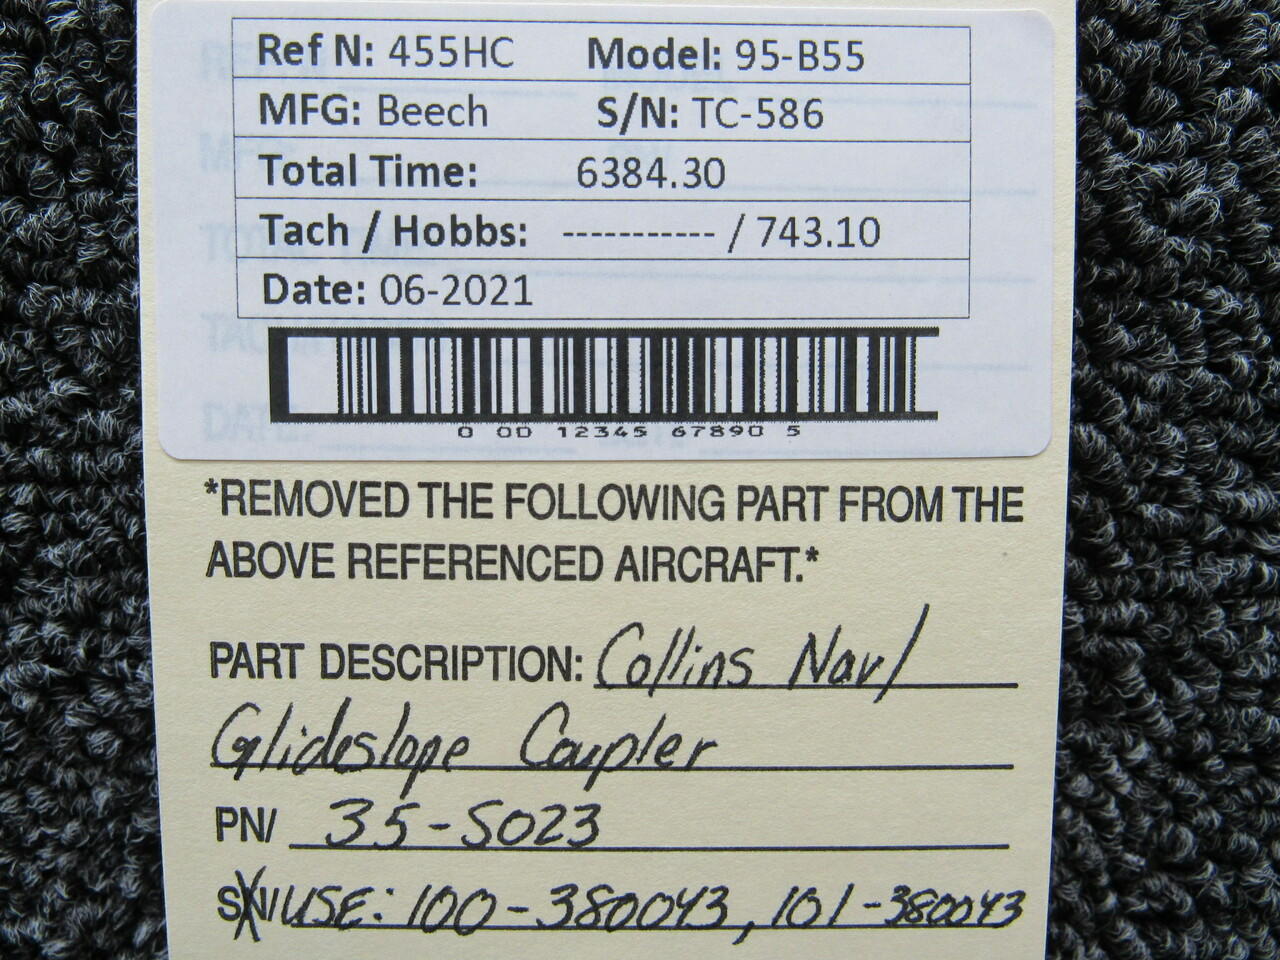 Ref N: 455HC Model: 95-B55
MFG: Beech S/N: TC-586
Total Time: 6384.30
Tach / Hobbs: ----------- / 743.10
Date: 06-2021
0 00 12345 67890 5
*REMOVED THE FOLLOWING PART FROM THE
ABOVE REFERENCED AIRCRAFT.*
PART DESCRIPTION: Collins Nav/
Glideslope Coupler
PN/ 35-5023
SN/ USE: 100-380043, 101-380043